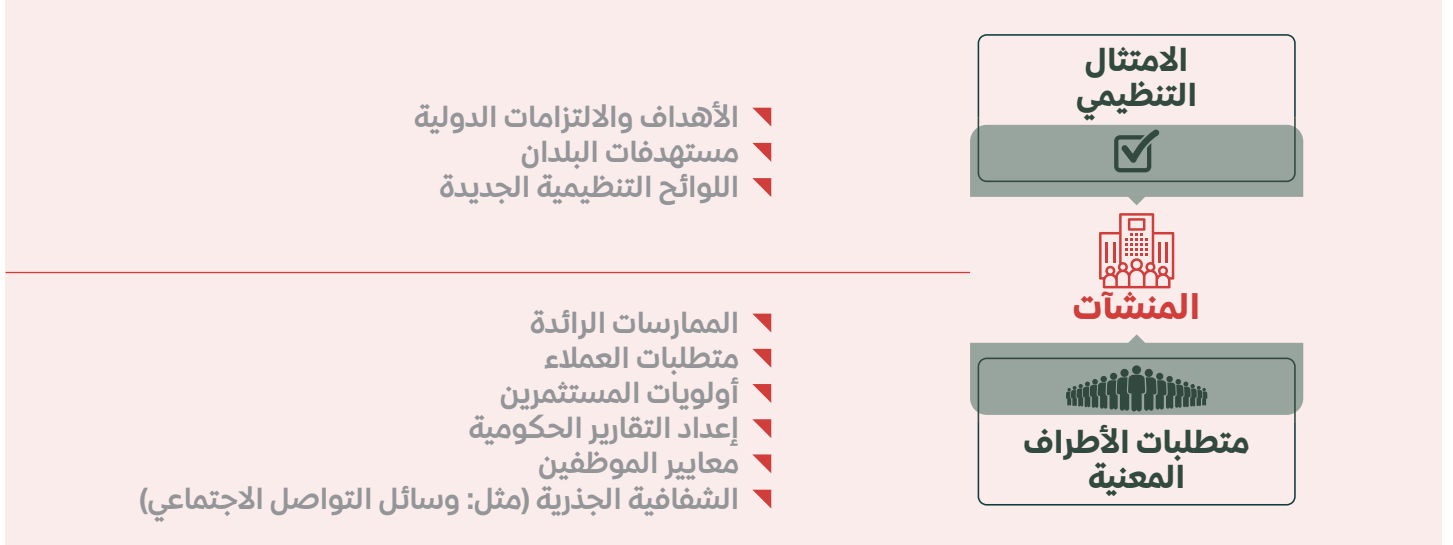 الامتثال
التنظيمي
الأهداف والالتزامات الدولية
مستهدفات البلدان
اللوائح التنظيمية الجديدة
المنشآت
الممارسات الرائدة
متطلبات العملاء
أولويات المستثمرين
إعداد التقارير الحكومية
معايير الموظفين
الشفافية الجذرية (مثل: وسائل التواصل الاجتماعي)
متطلبات الأطراف
المعنية